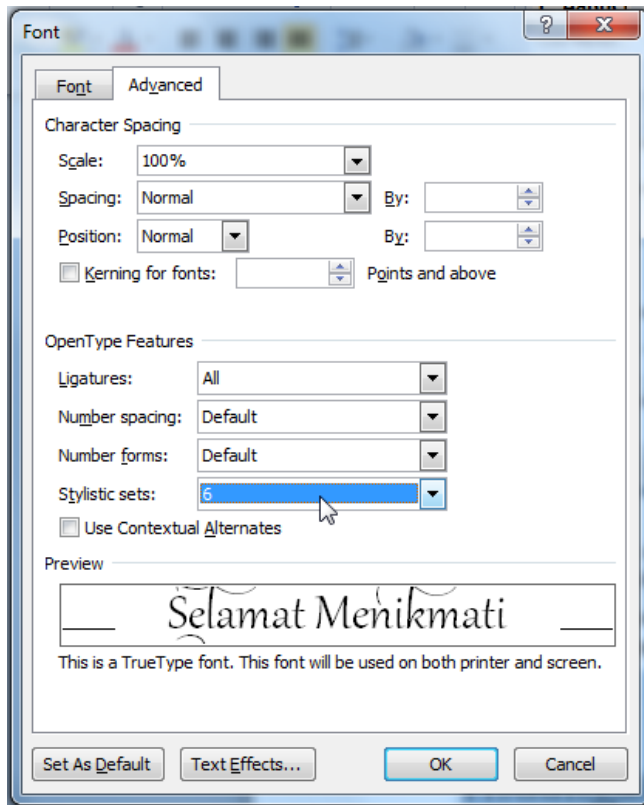 Font
Font Advanced
Character Spacing
Scale: 100%
Spacing: Normal By:
Position: Normal By:
Kerning for fonts: Points and above
OpenType Features
Ligatures: All
Number spacing: Default
Number forms: Default
Stylistic sets: 6
Use Contextual Alternates
Preview
Selamat Menikmati
This is a TrueType font. This font will be used on both printer and screen.
Set As Default Text Effects... OK Cancel